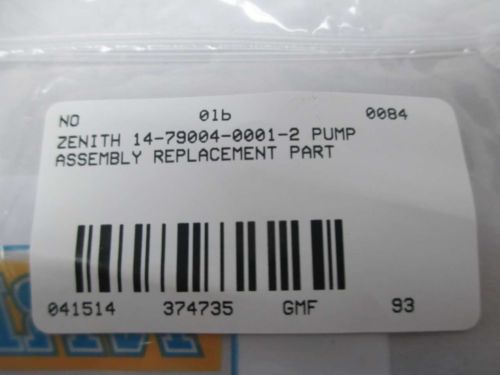 NO 01b 0084
ZENITH 14-79004-0001-2 PUMP
ASSEMBLY REPLACEMENT PART
041514 374735 GMF 93